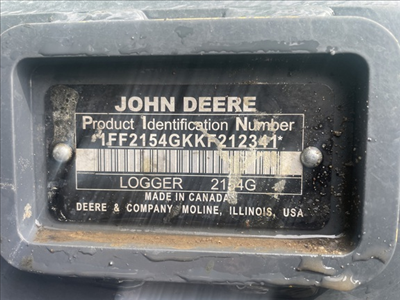 JOHN DEERE
Product Identification Number
*1FF2154GKKF212341*
LOGGER 2154G
MADE IN CANADA
DEERE & COMPANY MOLINE, ILLINOIS, USA